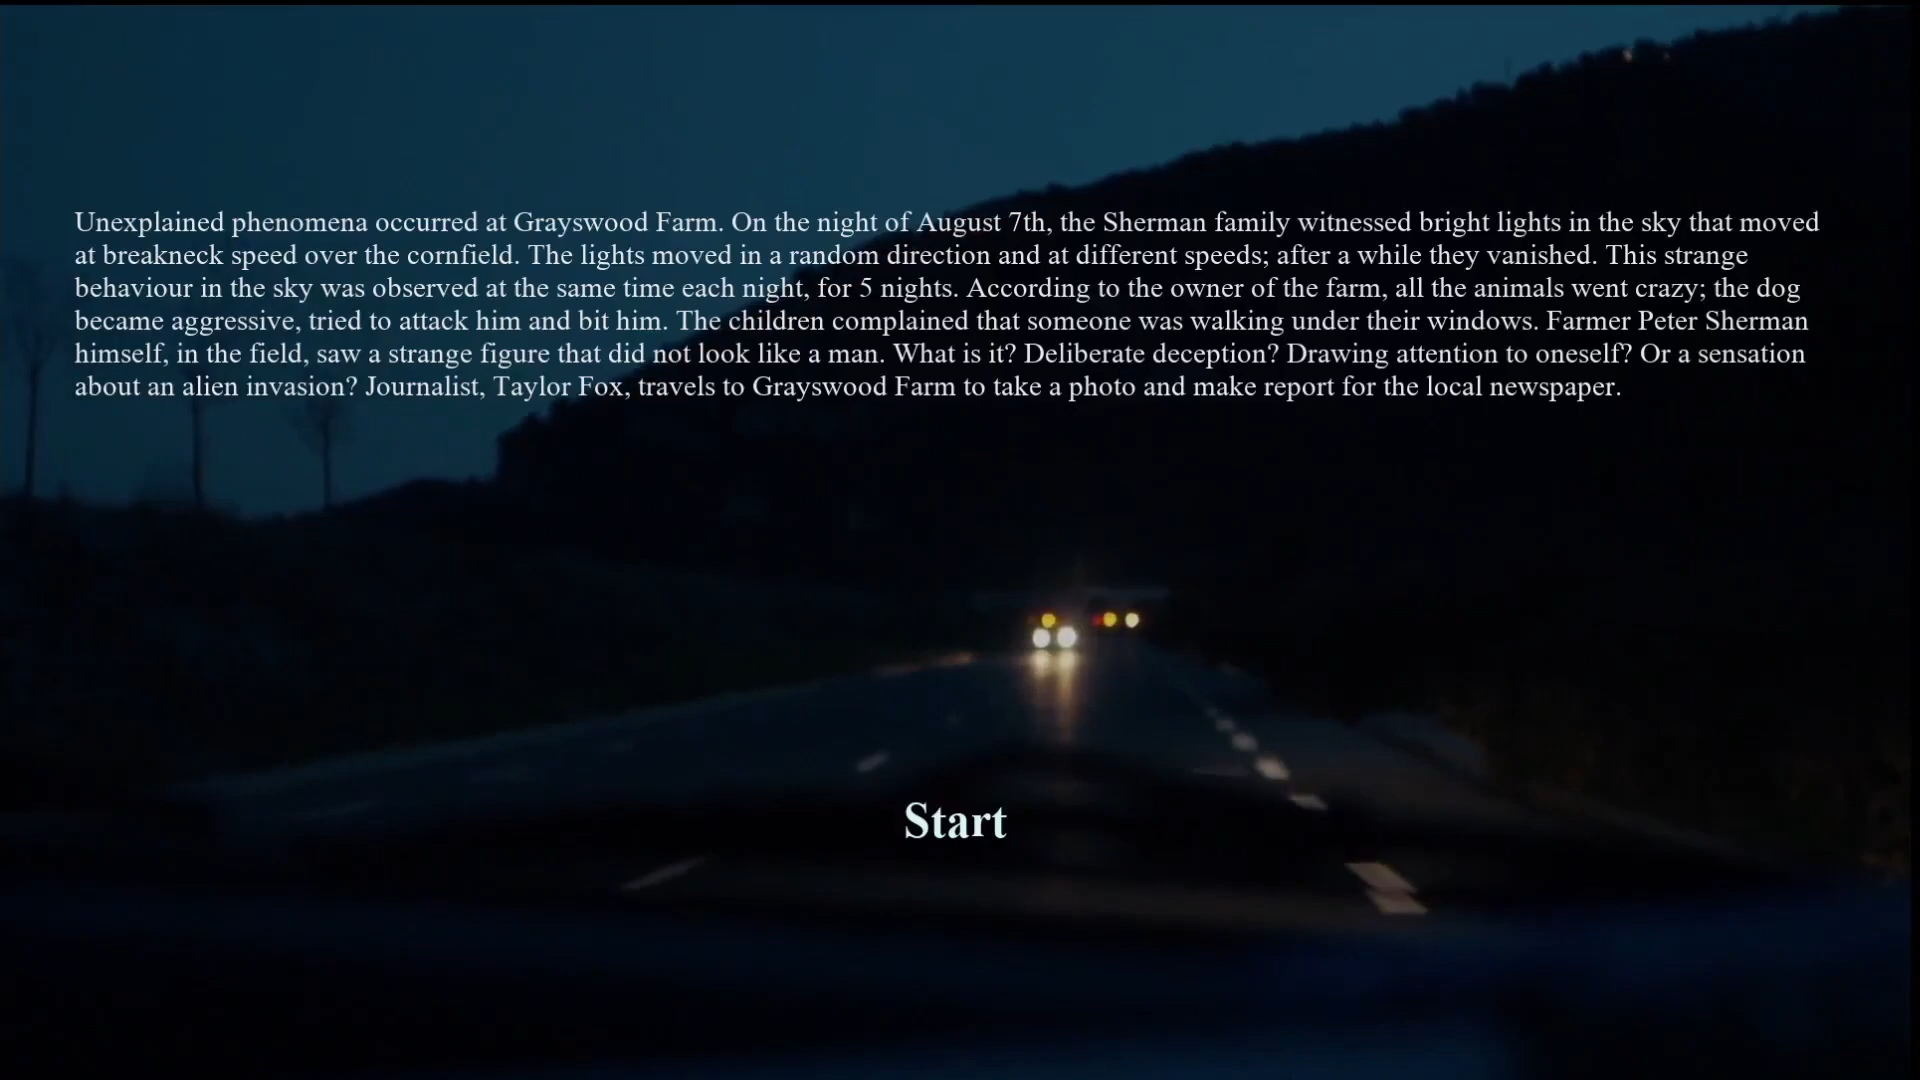 Unexplained phenomena occurred at Grayswood Farm. On the night of August 7th, the Sherman family witnessed bright lights in the sky that moved
at breakneck speed over the cornfield. The lights moved in a random direction and at different speeds; after a while they vanished. This strange
behaviour in the sky was observed at the same time each night, for 5 nights. According to the owner of the farm, all the animals went crazy; the dog
became aggressive, tried to attack him and bit him. The children complained that someone was walking under their windows. Farmer Peter Sherman
himself, in the field, saw a strange figure that did not look like a man. What is it? Deliberate deception? Drawing attention to oneself? Or a sensation
about an alien invasion? Journalist, Taylor Fox, travels to Grayswood Farm to take a photo and make report for the local newspaper.
Start